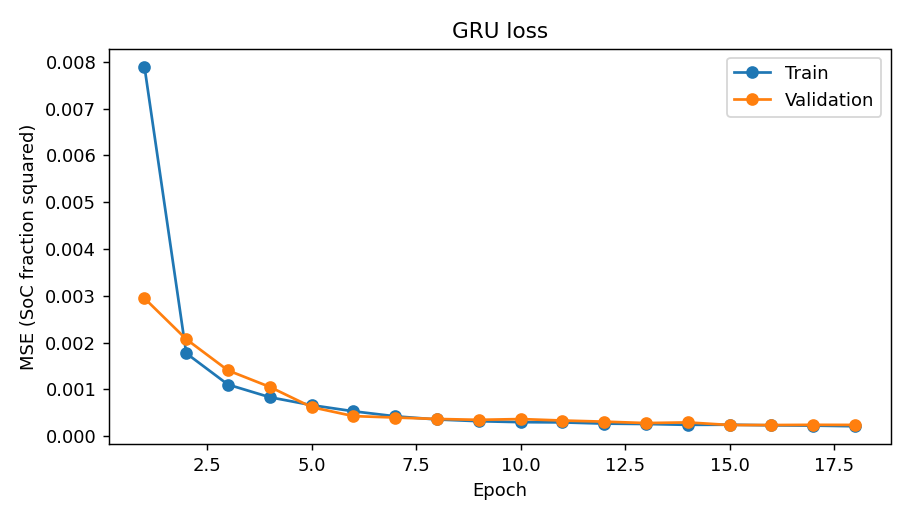 GRU loss
Train
Validation
MSE (SoC fraction squared)
0.008
0.007
0.006
0.005
0.004
0.003
0.002
0.001
0.000
2.5 5.0 7.5 10.0 12.5 15.0 17.5
Epoch